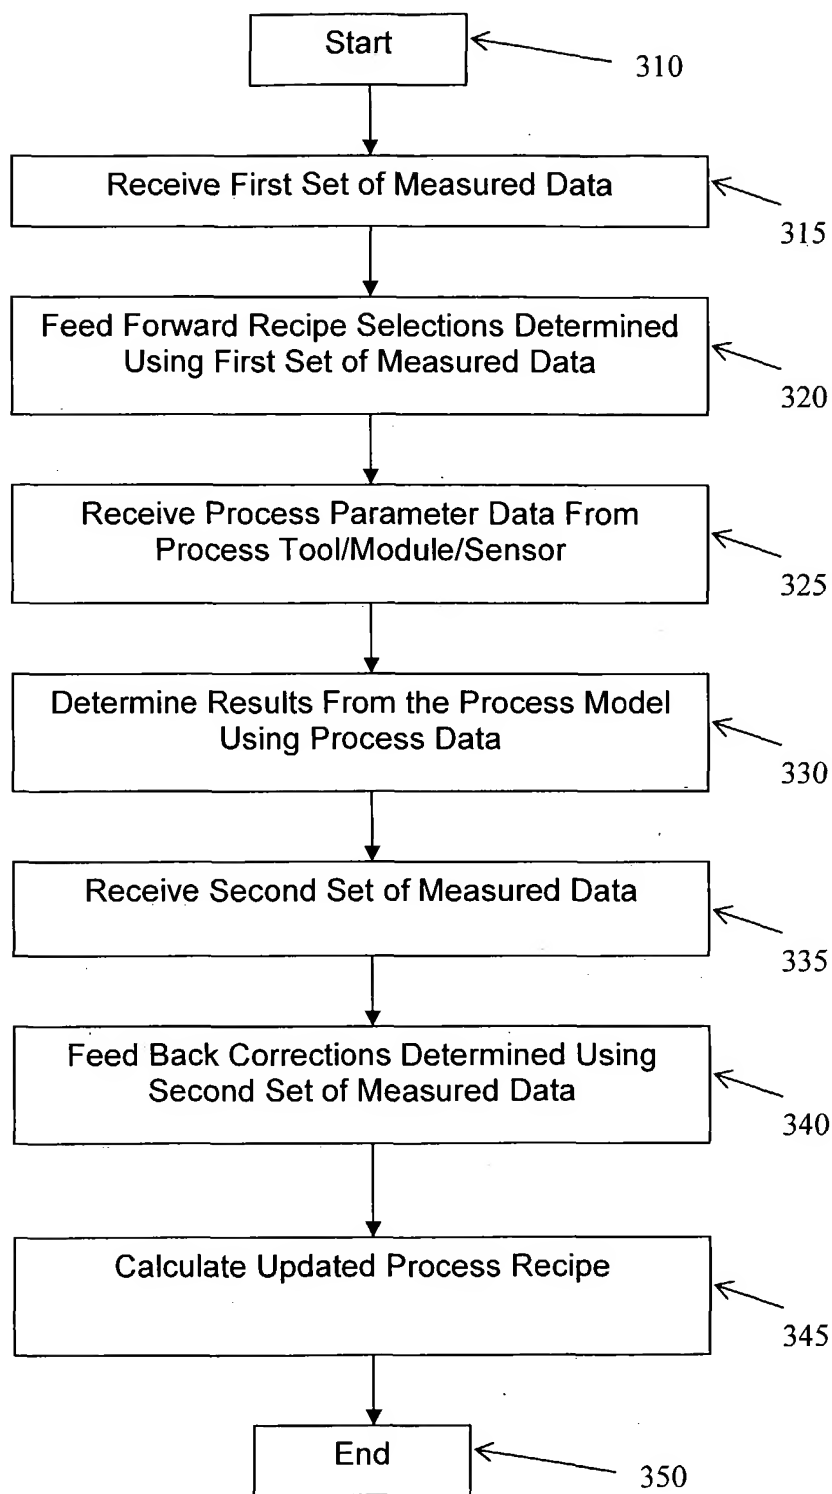 Start
310
Receive First Set of Measured Data
315
Feed Forward Recipe Selections Determined
Using First Set of Measured Data
320
Receive Process Parameter Data From
Process Tool/Module/Sensor
325
Determine Results From the Process Model
Using Process Data
330
Receive Second Set of Measured Data
335
Feed Back Corrections Determined Using
Second Set of Measured Data
340
Calculate Updated Process Recipe
345
End
350